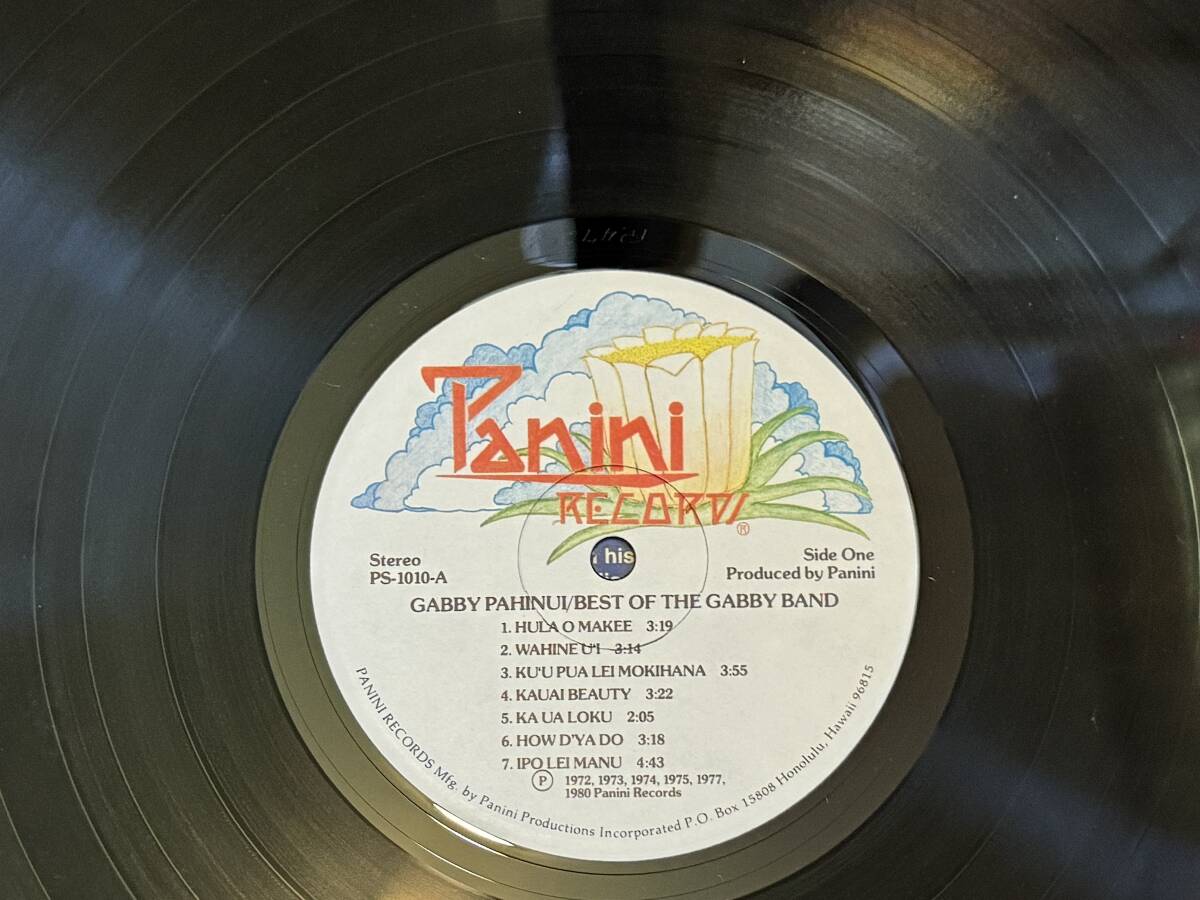 Panini
RECORDS
®
Stereo
PS-1010-A
Side One
Produced by Panini
his
GABBY PAHINUI/BEST OF THE GABBY BAND
1. HULA O MAKEE 3:19
2. WAHINE U'I 3:14
3. KU'U PUA LEI MOKIHANA 3:55
4. KAUAI BEAUTY 3:22
5. KA UA LOKU 2:05
6. HOW D'YA DO 3:18
7. IPO LEI MANU 4:43
℗ 1972, 1973, 1974, 1975, 1977,
1980 Panini Records
PANINI RECORDS Mfg. by Panini Productions Incorporated P.O. Box 15808 Honolulu, Hawaii 96815